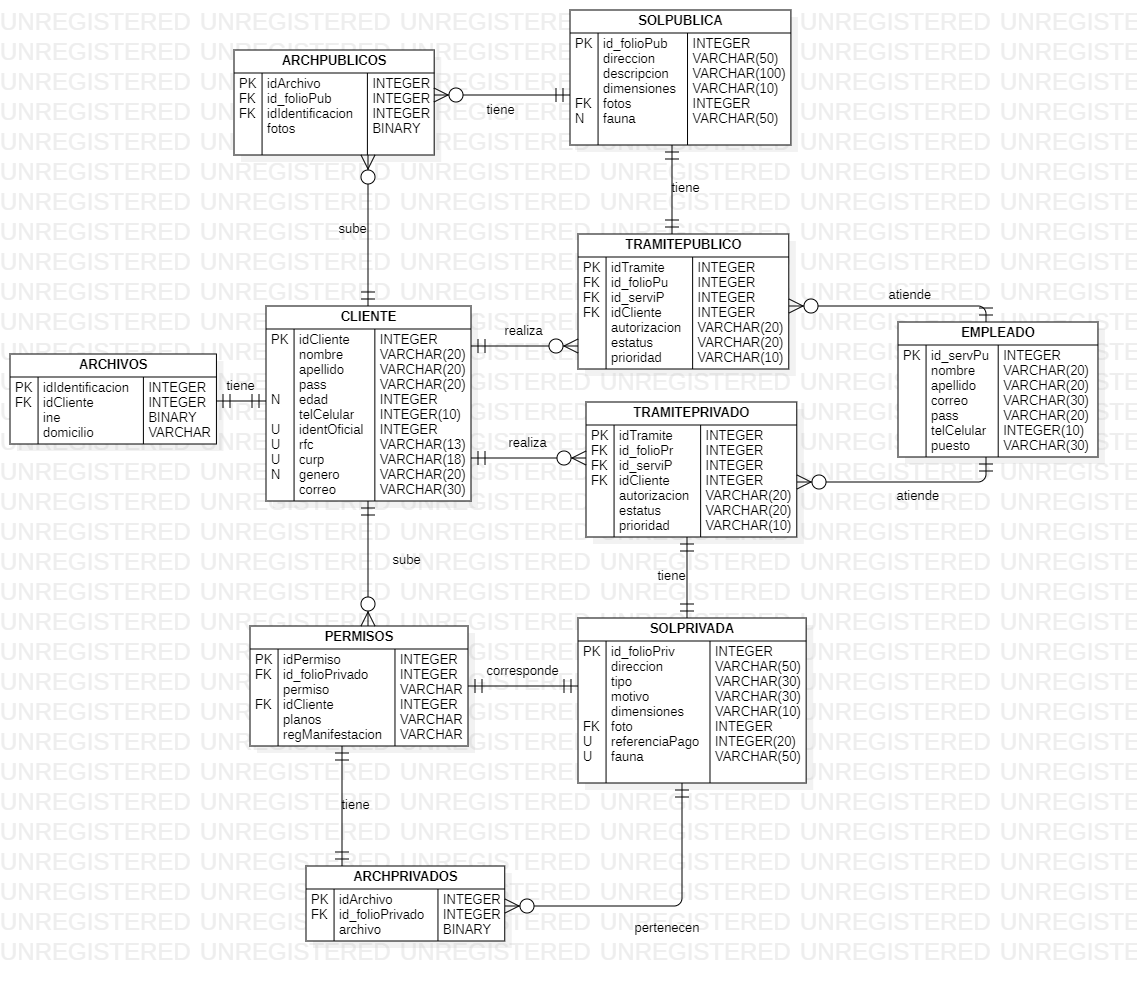 SOLPUBLICA
PK id_folioPub INTEGER
direccion VARCHAR(50)
descripcion VARCHAR(100)
dimensiones VARCHAR(10)
FK fotos INTEGER
N fauna VARCHAR(50)
ARCHPUBLICOS
PK idArchivo INTEGER
FK id_folioPub INTEGER
FK idIdentificacion INTEGER
fotos BINARY
tiene
tiene
sube
TRAMITEPUBLICO
PK idTramite INTEGER
FK id_folioPu INTEGER
FK id_serviP INTEGER
FK idCliente INTEGER
autorizacion VARCHAR(20)
estatus VARCHAR(20)
prioridad VARCHAR(10)
atiende
CLIENTE
PK idCliente INTEGER
nombre VARCHAR(20)
apellido VARCHAR(20)
pass VARCHAR(20)
N edad INTEGER
telCelular INTEGER(10)
U identOficial INTEGER
U rfc VARCHAR(13)
U curp VARCHAR(18)
N genero VARCHAR(20)
correo VARCHAR(30)
realiza
EMPLEADO
PK id_servPu INTEGER
nombre VARCHAR(20)
apellido VARCHAR(20)
correo VARCHAR(30)
pass VARCHAR(20)
telCelular INTEGER(10)
puesto VARCHAR(30)
ARCHIVOS
PK idIdentificacion INTEGER
FK idCliente INTEGER
ine BINARY
domicilio VARCHAR
tiene
TRAMITEPRIVADO
PK idTramite INTEGER
FK id_folioPr INTEGER
FK id_serviP INTEGER
FK idCliente INTEGER
autorizacion VARCHAR(20)
estatus VARCHAR(20)
prioridad VARCHAR(10)
realiza
atiende
sube
tiene
PERMISOS
PK idPermiso INTEGER
FK id_folioPrivado INTEGER
permiso VARCHAR
FK idCliente INTEGER
planos VARCHAR
regManifestacion VARCHAR
corresponde
SOLPRIVADA
PK id_folioPriv INTEGER
direccion VARCHAR(50)
tipo VARCHAR(30)
motivo VARCHAR(30)
dimensiones VARCHAR(10)
FK foto INTEGER
U referenciaPago INTEGER(20)
U fauna VARCHAR(50)
tiene
ARCHPRIVADOS
PK idArchivo INTEGER
FK id_folioPrivado INTEGER
archivo BINARY
pertenecen
UNREGISTERED